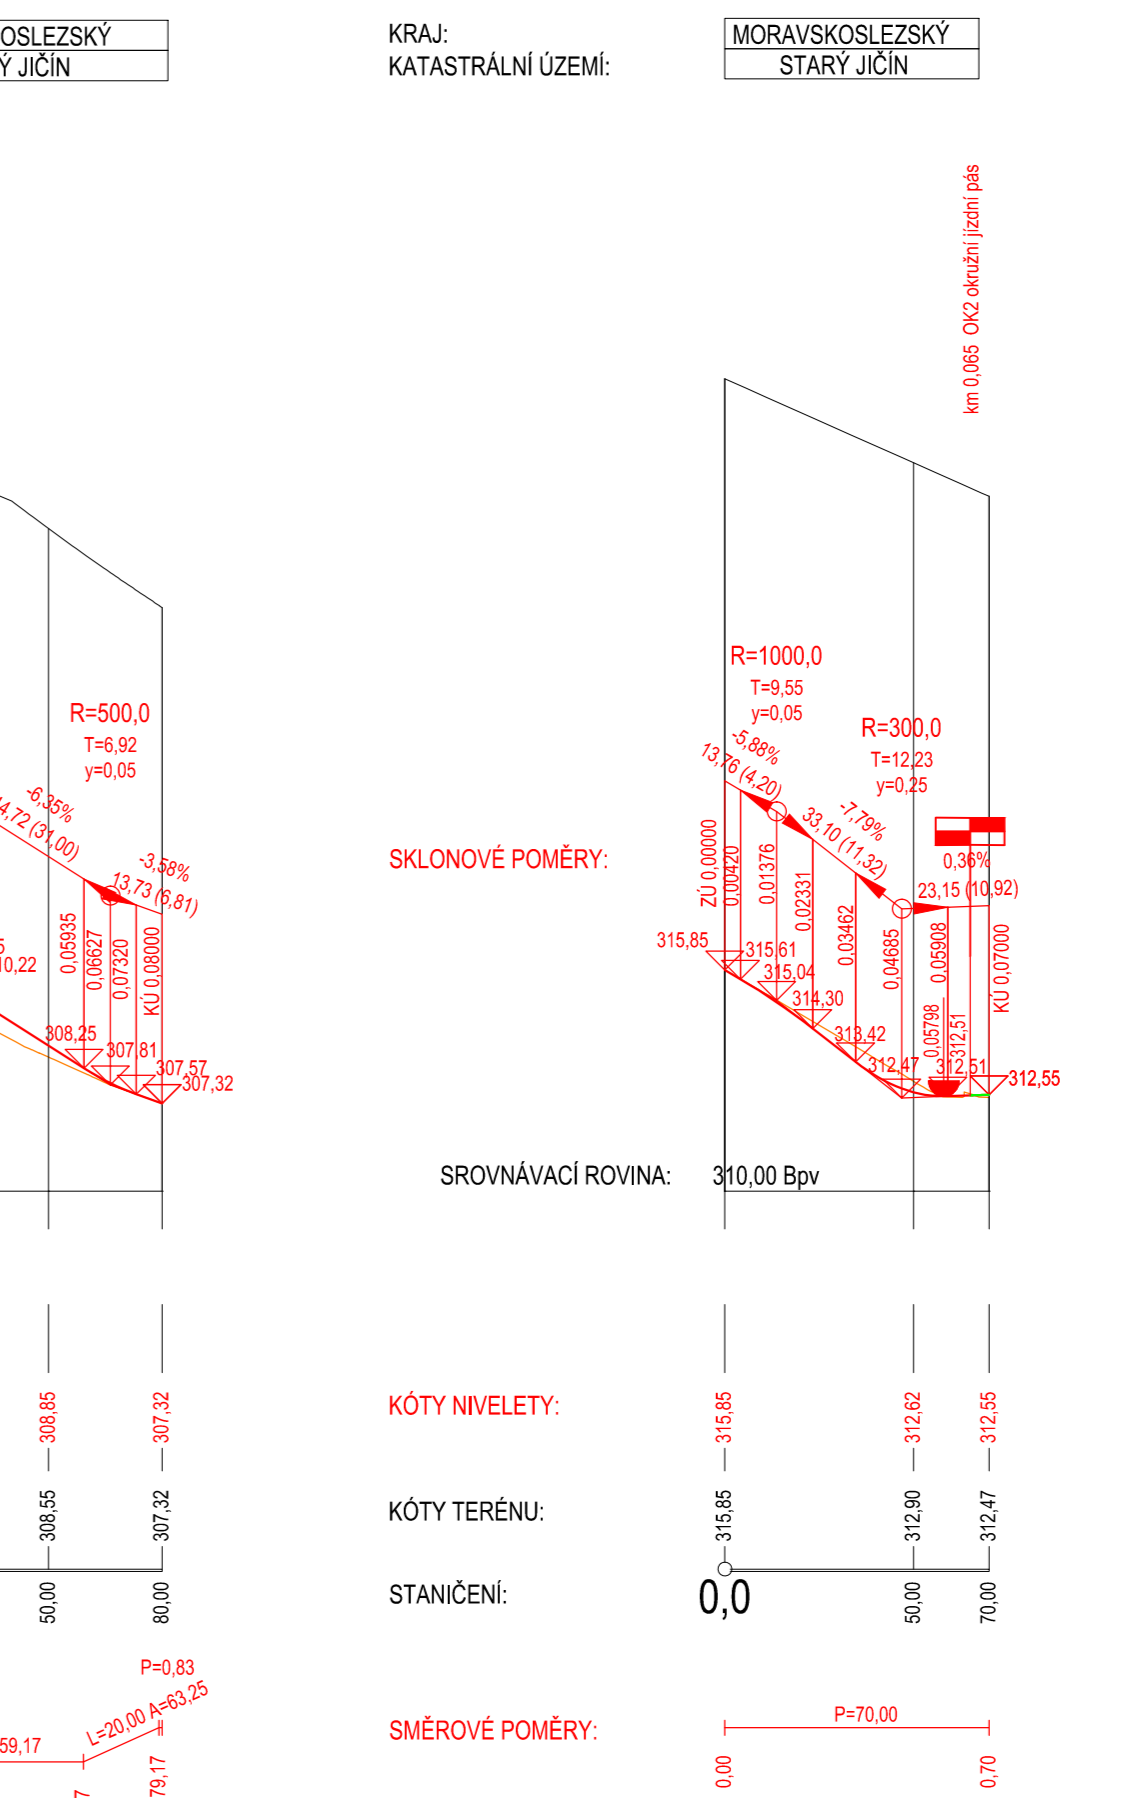 OSLEZSKÝ
Ý JIČÍN
R=500,0
T=6,92
y=0,05
-6,35%
4,72 (31,00)
-3,58%
13,73 (6,81)
0,05935
0,06627
0,07320
KÚ 0,08000
10,22
308,25
307,81
307,57
307,32
308,85
307,32
308,55
307,32
50,00
80,00
P=0,83
L=20,00 A=63,25
59,17
79,17
KRAJ:
MORAVSKOSLEZSKÝ
KATASTRÁLNÍ ÚZEMÍ:
STARÝ JIČÍN
km 0,065 OK2 okružní jízdní pás
R=1000,0
T=9,55
y=0,05
R=300,0
T=12,23
y=0,25
-5,88%
13,76 (4,20)
-7,79%
33,10 (11,32)
0,36%
23,15 (10,92)
SKLONOVÉ POMĚRY:
ZÚ 0,00000
0,00420
0,01376
0,02331
0,03462
0,04685
0,05908
KÚ 0,07000
0,05798
312,51
315,85
315,61
315,04
314,30
313,42
312,47
312,51
312,55
SROVNÁVACÍ ROVINA:
310,00 Bpv
KÓTY NIVELETY:
315,85
312,62
312,55
KÓTY TERÉNU:
315,85
312,90
312,47
STANIČENÍ:
0,0
50,00
70,00
SMĚROVÉ POMĚRY:
P=70,00
0,00
0,70